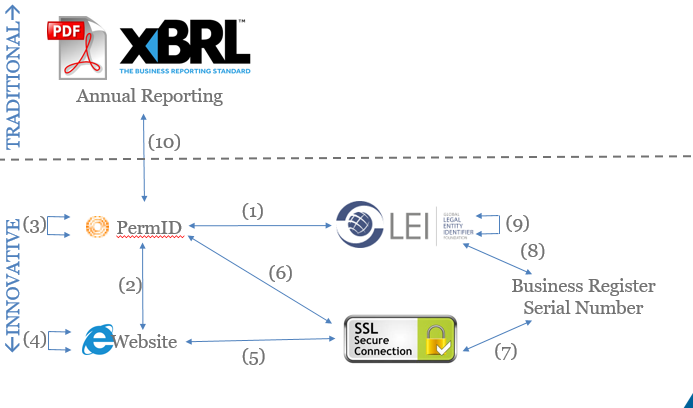 TRADITIONAL
PDF
XBRL™
THE BUSINESS REPORTING STANDARD
Annual Reporting
(10)
INNOVATIVE
(3)
PermID
(1)
LEI
GLOBAL
LEGAL
ENTITY
IDENTIFIER
FOUNDATION
(9)
(8)
(2)
(6)
Business Register
Serial Number
(4)
Website
(5)
SSL
Secure
Connection
(7)